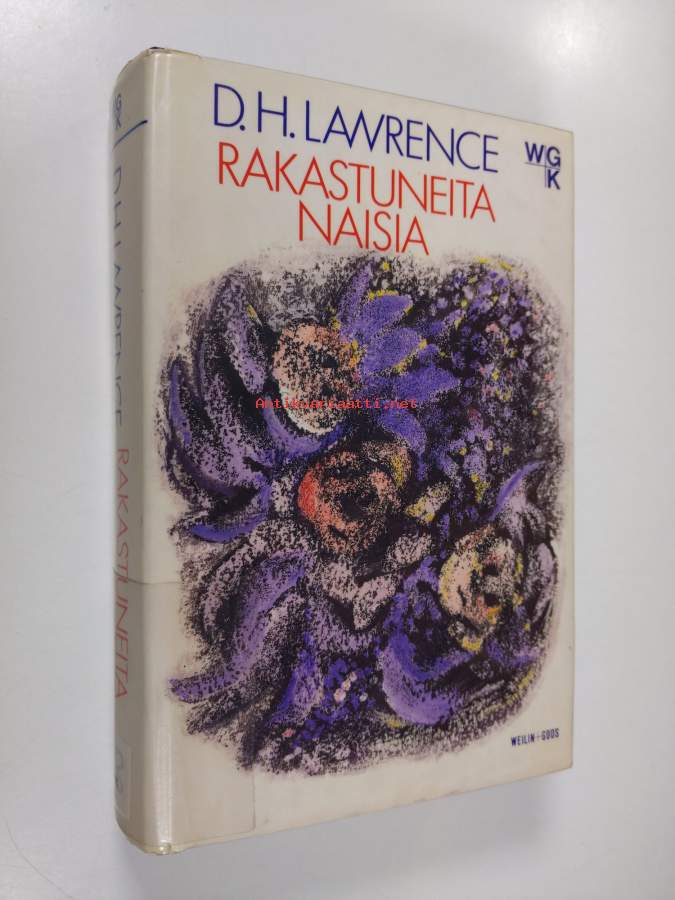 D.H. LAWRENCE
RAKASTUNEITA
NAISIA
WG
K
Antikvariaatti.net
WEILIN+GÖÖS
D.H. LAWRENCE RAKASTUNEITA